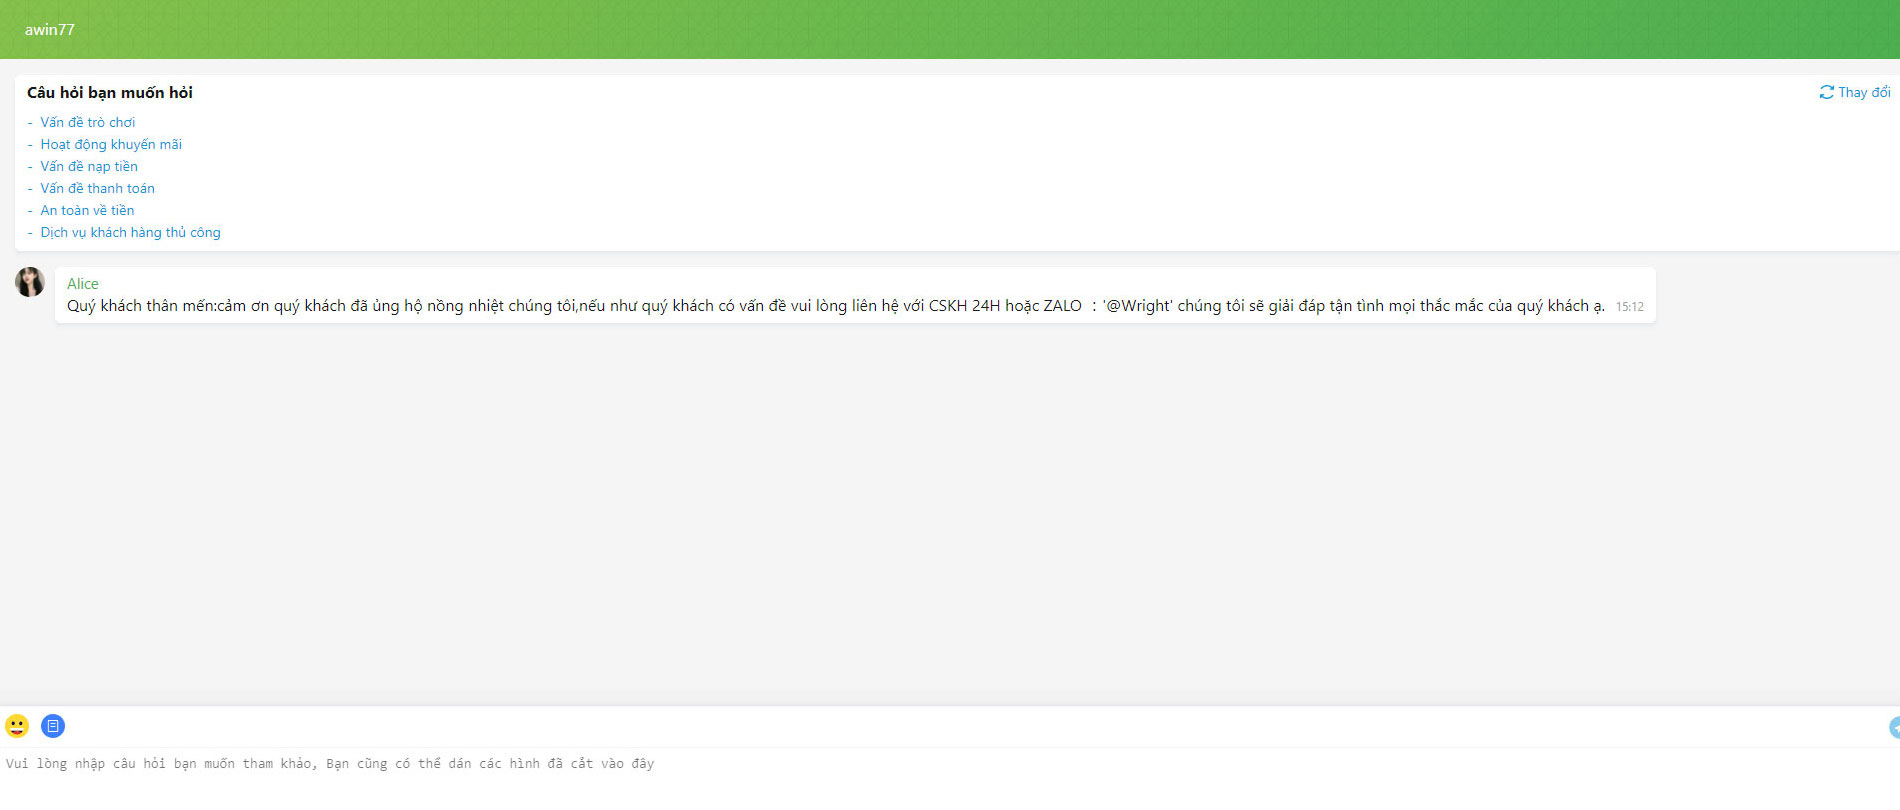 awin77
Câu hỏi bạn muốn hỏi
Thay đổi
- Vấn đề trò chơi
- Hoạt động khuyến mãi
- Vấn đề nạp tiền
- Vấn đề thanh toán
- An toàn về tiền
- Dịch vụ khách hàng thủ công
Alice
Quý khách thân mến:cảm ơn quý khách đã ủng hộ nồng nhiệt chúng tôi,nếu như quý khách có vấn đề vui lòng liên hệ với CSKH 24H hoặc ZALO ：'@Wright' chúng tôi sẽ giải đáp tận tình mọi thắc mắc của quý khách ạ. 15:12
Vui lòng nhập câu hỏi bạn muốn tham khảo, Bạn cũng có thể dán các hình đã cắt vào đây